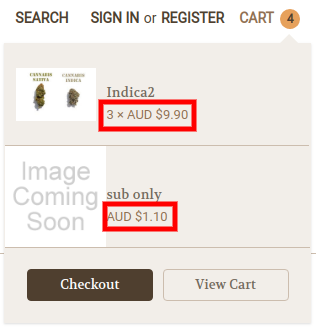 SEARCH SIGN IN or REGISTER CART 4
CANNABIS SATIVA CANNABIS INDICA
Indica2
3 × AUD $9.90
Image
Coming
Soon
sub only
AUD $1.10
Checkout View Cart